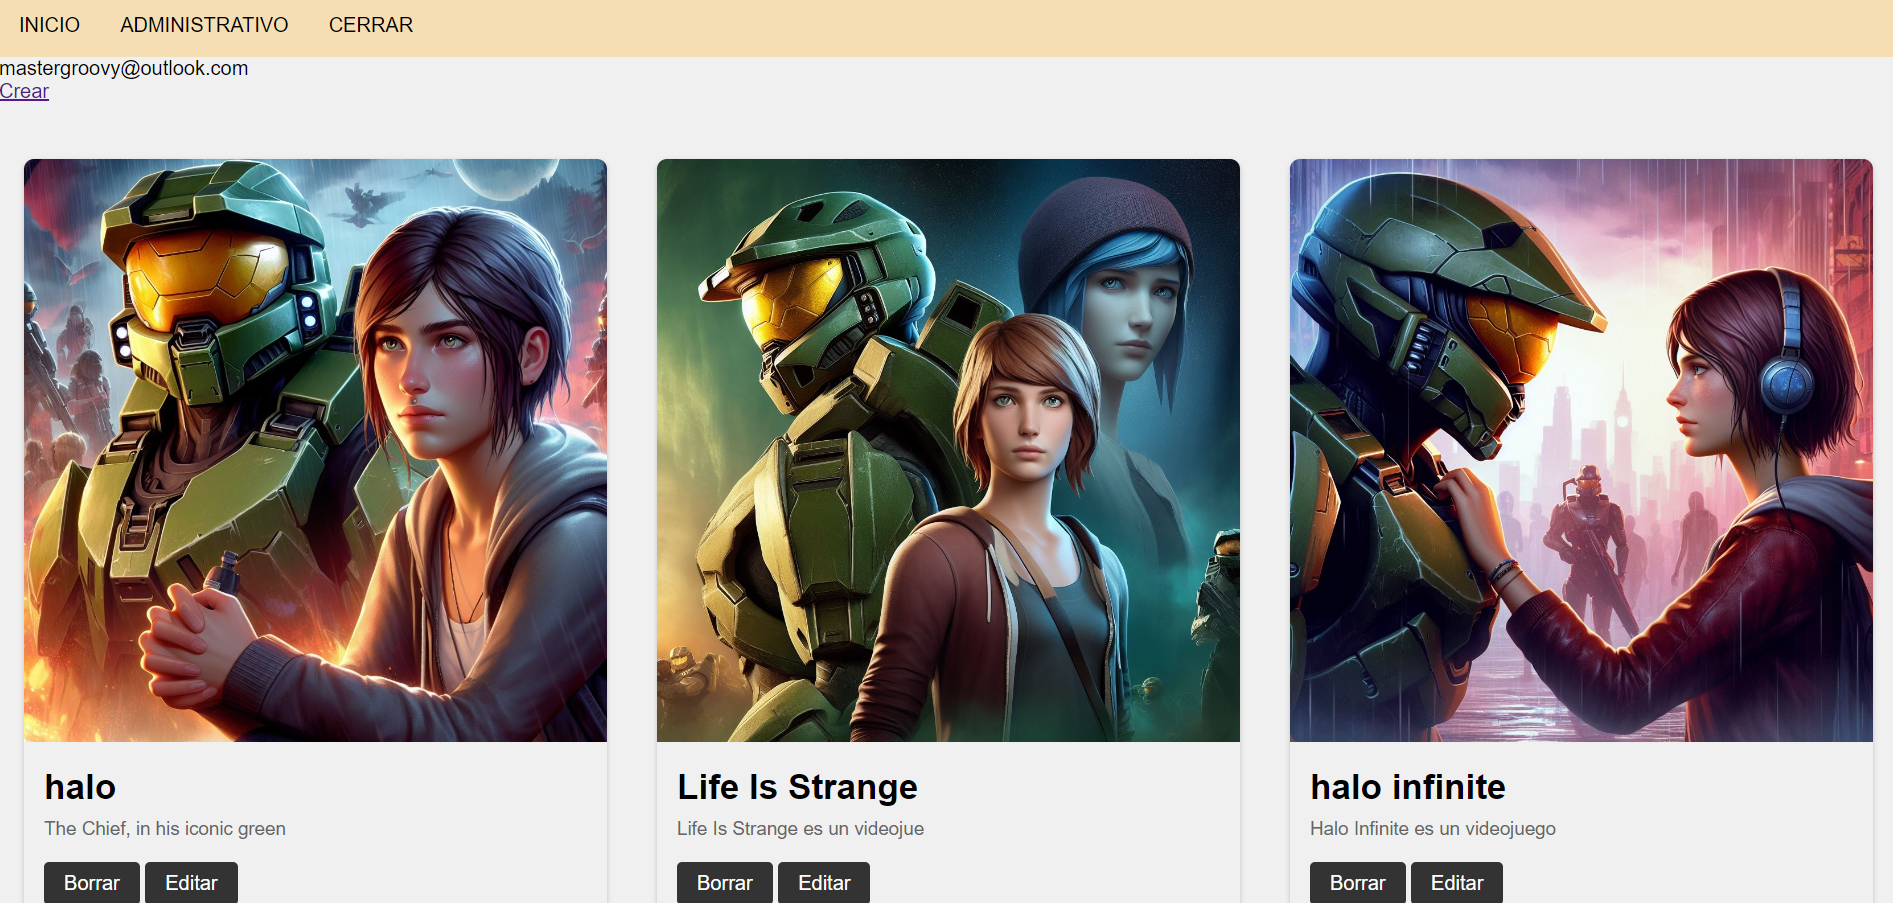 INICIO ADMINISTRATIVO CERRAR
mastergroovy@outlook.com
Crear
halo
The Chief, in his iconic green
Borrar Editar
Life Is Strange
Life Is Strange es un videojue
Borrar Editar
halo infinite
Halo Infinite es un videojuego
Borrar Editar